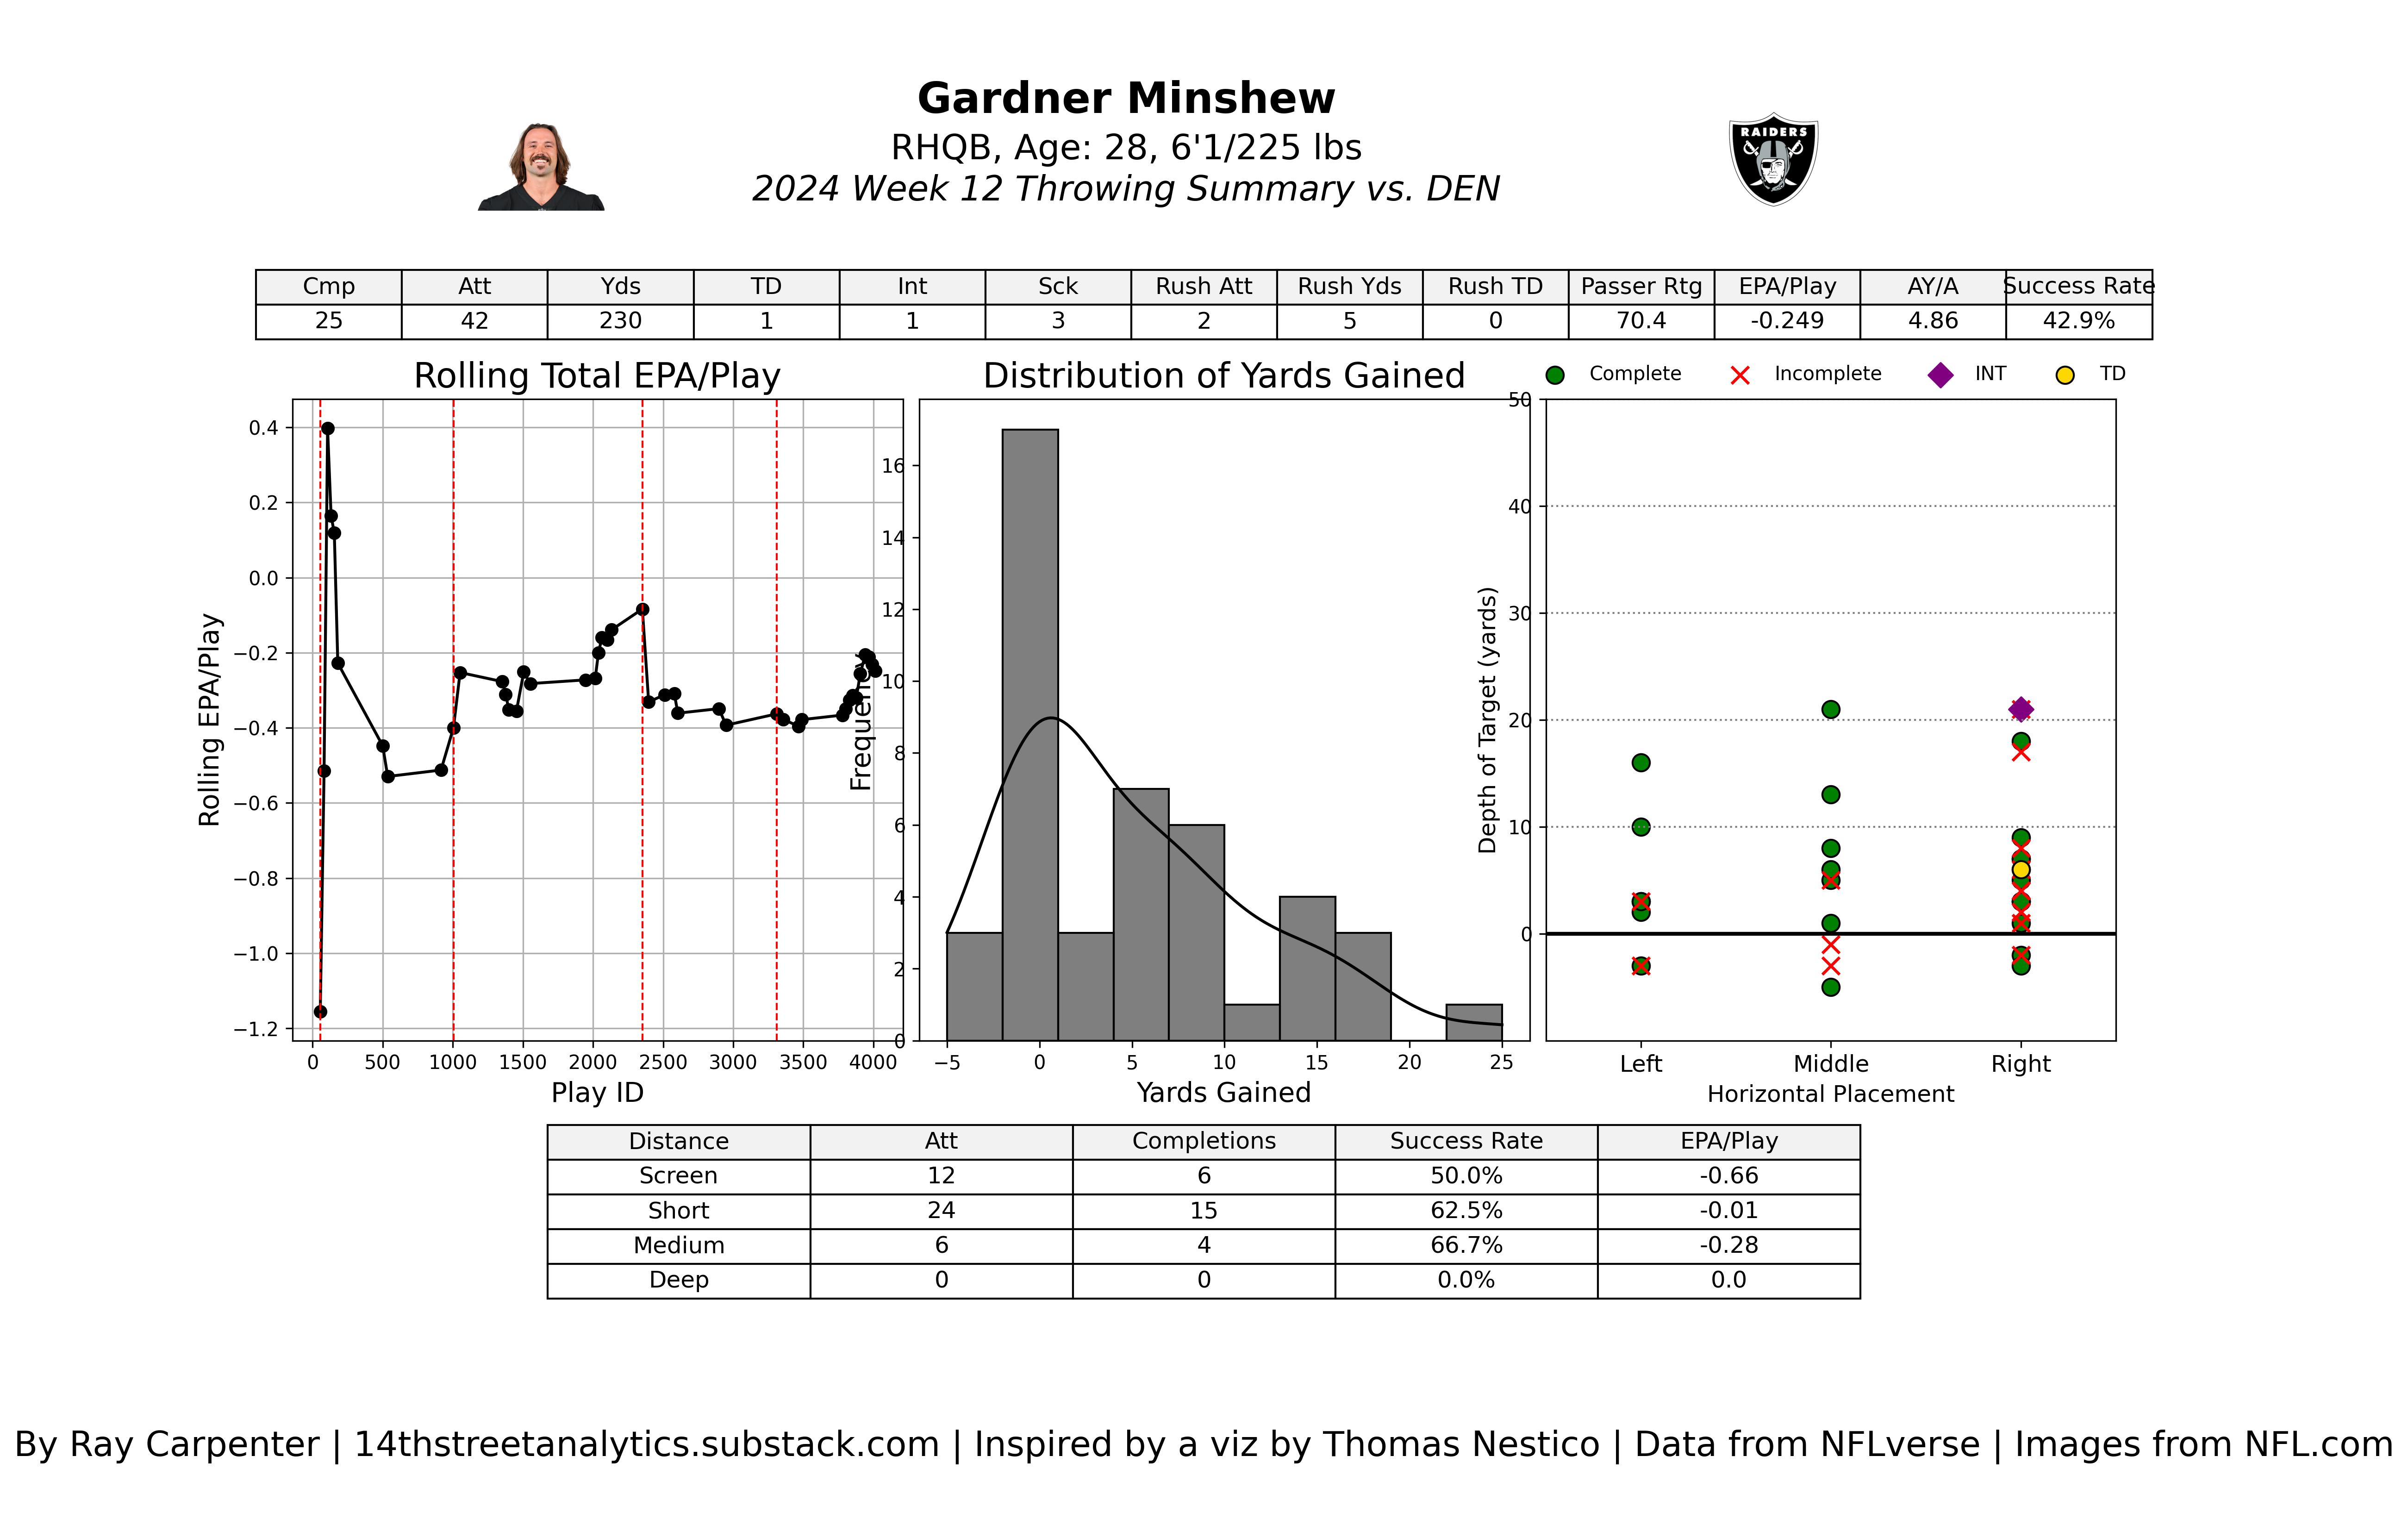 Gardner Minshew
RHQB, Age: 28, 6'1/225 lbs
2024 Week 12 Throwing Summary vs. DEN
RAIDERS
Cmp Att Yds TD Int Sck Rush Att Rush Yds Rush TD Passer Rtg EPA/Play AY/A Success Rate
25 42 230 1 1 3 2 5 0 70.4 -0.249 4.86 42.9%
Rolling Total EPA/Play
0.4
0.2
0.0
−0.2
−0.4
−0.6
−0.8
−1.0
−1.2
Rolling EPA/Play
0 500 1000 1500 2000 2500 3000 3500 4000
Play ID
Distribution of Yards Gained
16
14
12
10
8
6
4
2
0
Frequency
−5 0 5 10 15 20 25
Yards Gained
Complete Incomplete INT TD
50
40
30
20
10
0
Depth of Target (yards)
Left Middle Right
Horizontal Placement
Distance Att Completions Success Rate EPA/Play
Screen 12 6 50.0% -0.66
Short 24 15 62.5% -0.01
Medium 6 4 66.7% -0.28
Deep 0 0 0.0% 0.0
By Ray Carpenter | 14thstreetanalytics.substack.com | Inspired by a viz by Thomas Nestico | Data from NFLverse | Images from NFL.com